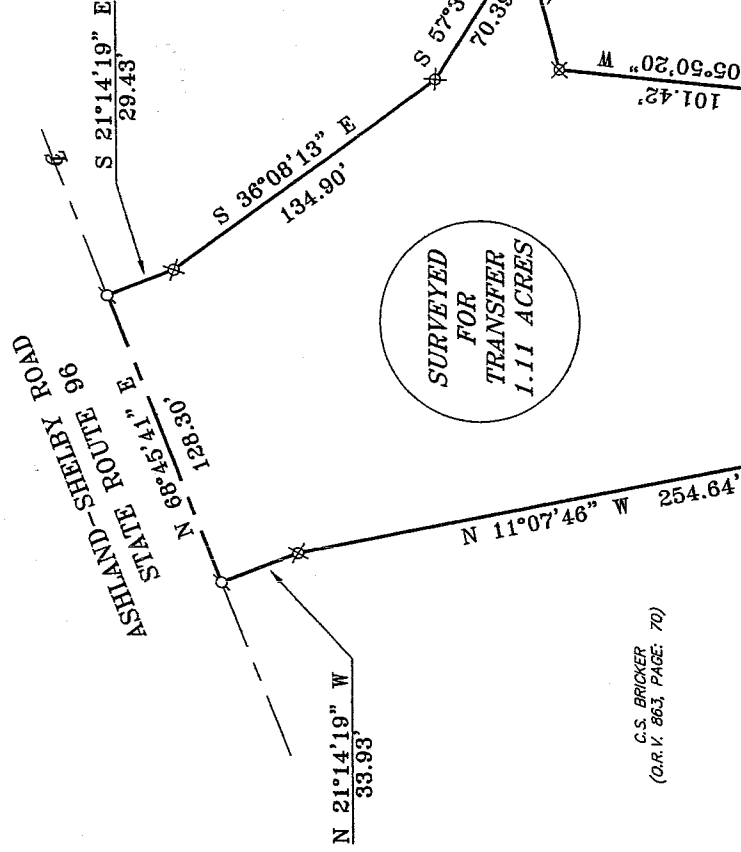 S 21°14'19" E
29.43'
℄
S 36°08'13" E
134.90'
S 57°3
70.39
05°50'20" W
101.42'
ASHLAND-SHELBY ROAD
STATE ROUTE 96
N 68°45'41" E
128.30'
SURVEYED
FOR
TRANSFER
1.11 ACRES
N 11°07'46" W 254.64'
N 21°14'19" W
33.93'
C.S. BRICKER
(O.R.V. 863, PAGE: 70)